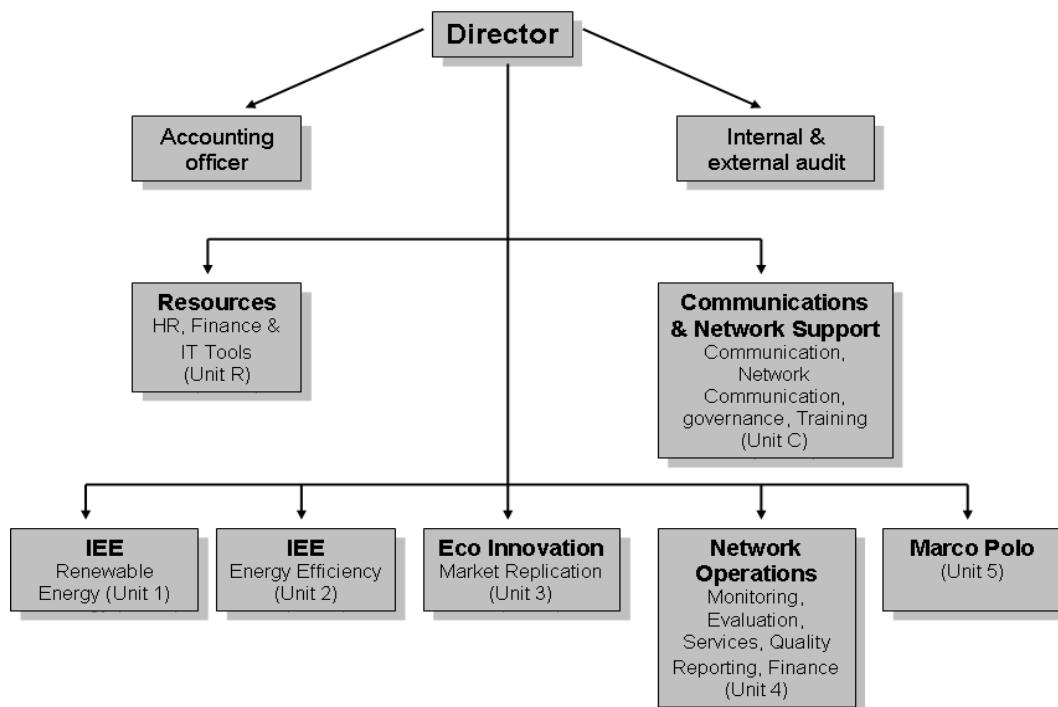 Director
Accounting
officer
Internal &
external audit
Resources
HR, Finance &
IT Tools
(Unit R)
Communications
& Network Support
Communication,
Network
Communication,
governance, Training
(Unit C)
IEE
Renewable
Energy (Unit 1)
IEE
Energy Efficiency
(Unit 2)
Eco Innovation
Market Replication
(Unit 3)
Network
Operations
Monitoring,
Evaluation,
Services, Quality
Reporting, Finance
(Unit 4)
Marco Polo
(Unit 5)